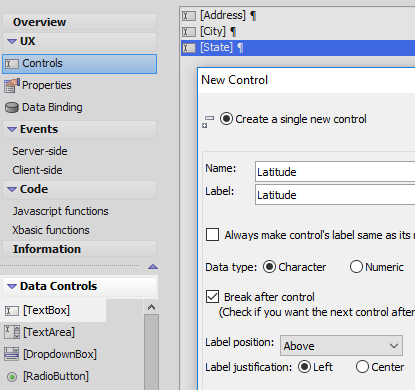 Overview
UX
Controls
Properties
Data Binding
Events
Server-side
Client-side
Code
Javascript functions
Xbasic functions
Information
Data Controls
[TextBox]
[TextArea]
[DropdownBox]
[RadioButton]
[Address] ¶
[City] ¶
[State] ¶
New Control
Create a single new control
Name: Latitude
Label: Latitude
Always make control's label same as its
Data type: Character Numeric
Break after control
(Check if you want the next control after
Label position: Above
Label justification: Left Center